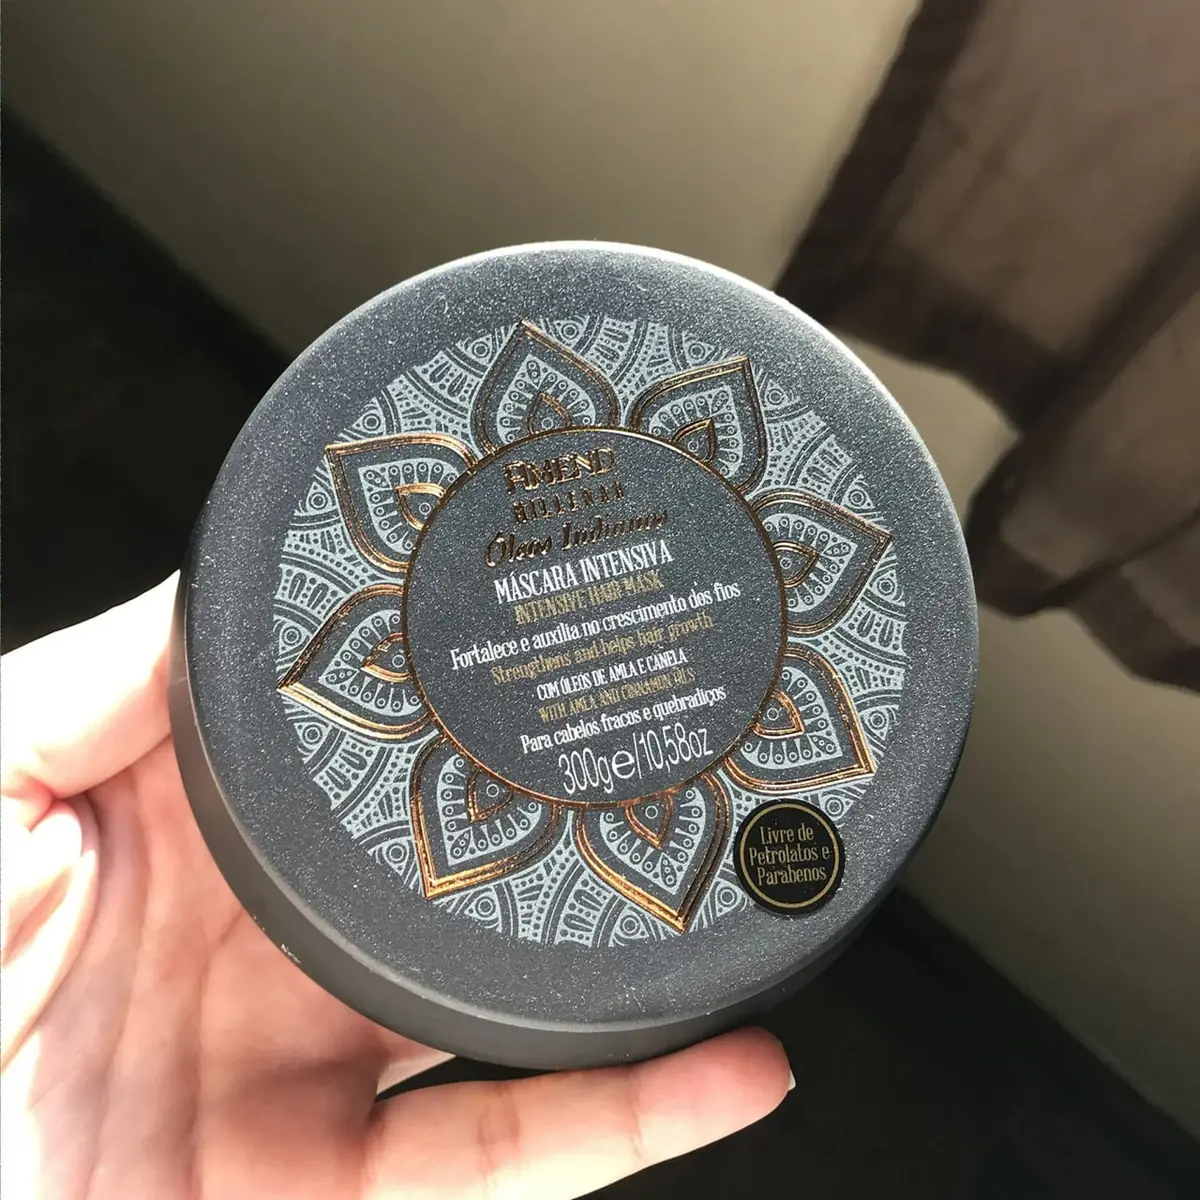 AMEND
MILLENAR
Óleos Indianos
MÁSCARA INTENSIVA
INTENSIVE HAIR MASK
Fortalece e auxilia no crescimento dos fios
Strengthens and helps hair growth
COM ÓLEOS DE AMLA E CANELA
WITH AMLA AND CINNAMON OILS
Para cabelos fracos e quebradiços
300g℮/10,58oz
Livre de
Petrolatos e
Parabenos